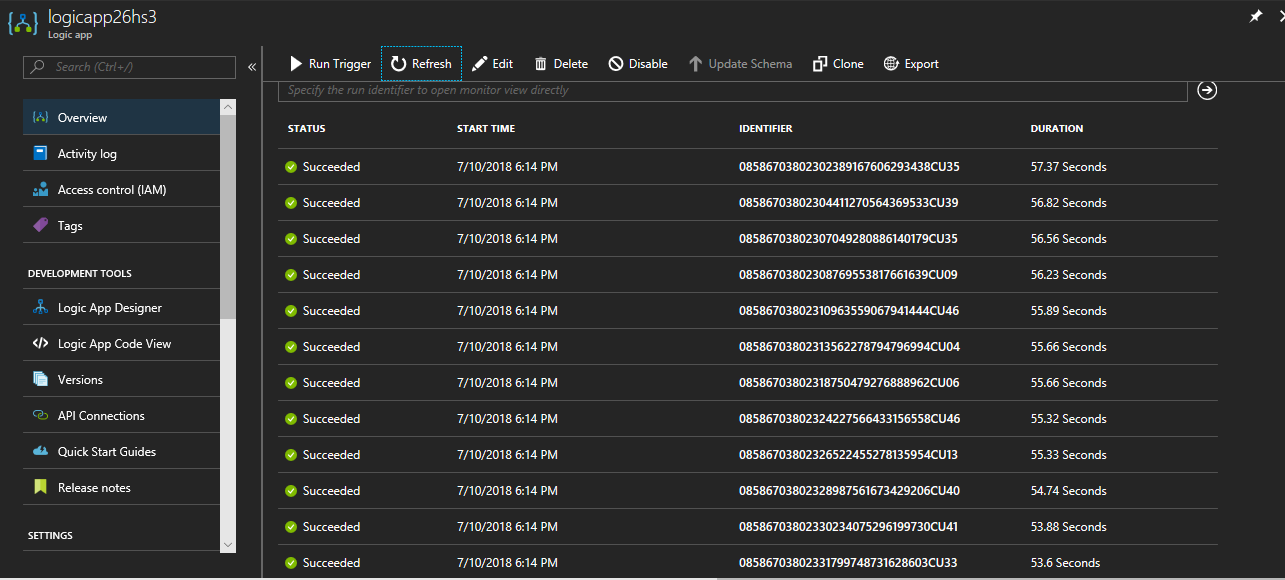 logicapp26hs3
Logic app
Search (Ctrl+/)
«
Run Trigger Refresh Edit Delete Disable Update Schema Clone Export
Specify the run identifier to open monitor view directly
Overview
Activity log
Access control (IAM)
Tags
DEVELOPMENT TOOLS
Logic App Designer
Logic App Code View
Versions
API Connections
Quick Start Guides
Release notes
SETTINGS
STATUS START TIME IDENTIFIER DURATION
Succeeded 7/10/2018 6:14 PM 08586703802302389167606293438CU35 57.37 Seconds
Succeeded 7/10/2018 6:14 PM 08586703802304411270564369533CU39 56.82 Seconds
Succeeded 7/10/2018 6:14 PM 08586703802307049280886140179CU35 56.56 Seconds
Succeeded 7/10/2018 6:14 PM 08586703802308769553817661639CU09 56.23 Seconds
Succeeded 7/10/2018 6:14 PM 08586703802310963559067941444CU46 55.89 Seconds
Succeeded 7/10/2018 6:14 PM 08586703802313562278794796994CU04 55.66 Seconds
Succeeded 7/10/2018 6:14 PM 08586703802318750479276888962CU06 55.66 Seconds
Succeeded 7/10/2018 6:14 PM 08586703802324227566433156558CU46 55.32 Seconds
Succeeded 7/10/2018 6:14 PM 08586703802326522455278135954CU13 55.33 Seconds
Succeeded 7/10/2018 6:14 PM 08586703802328987561673429206CU40 54.74 Seconds
Succeeded 7/10/2018 6:14 PM 08586703802330234075296199730CU41 53.88 Seconds
Succeeded 7/10/2018 6:14 PM 08586703802331799748731628603CU33 53.6 Seconds